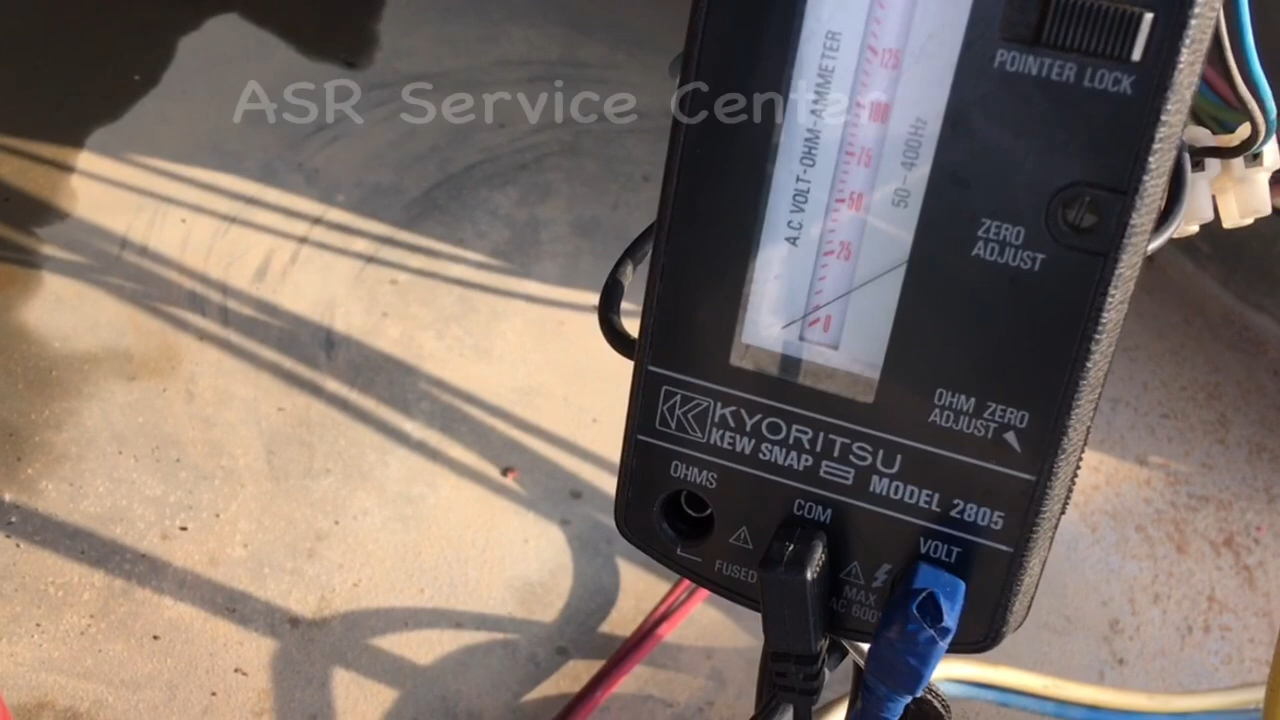 ASR Service Center
POINTER LOCK
A.C. VOLT-OHM-AMMETER
125
100
75
50
25
0
50~400Hz
ZERO
ADJUST
OHM ZERO
ADJUST
KYORITSU
KEW SNAP 8 MODEL 2805
OHMS
COM
VOLT
FUSED
MAX
AC 600V